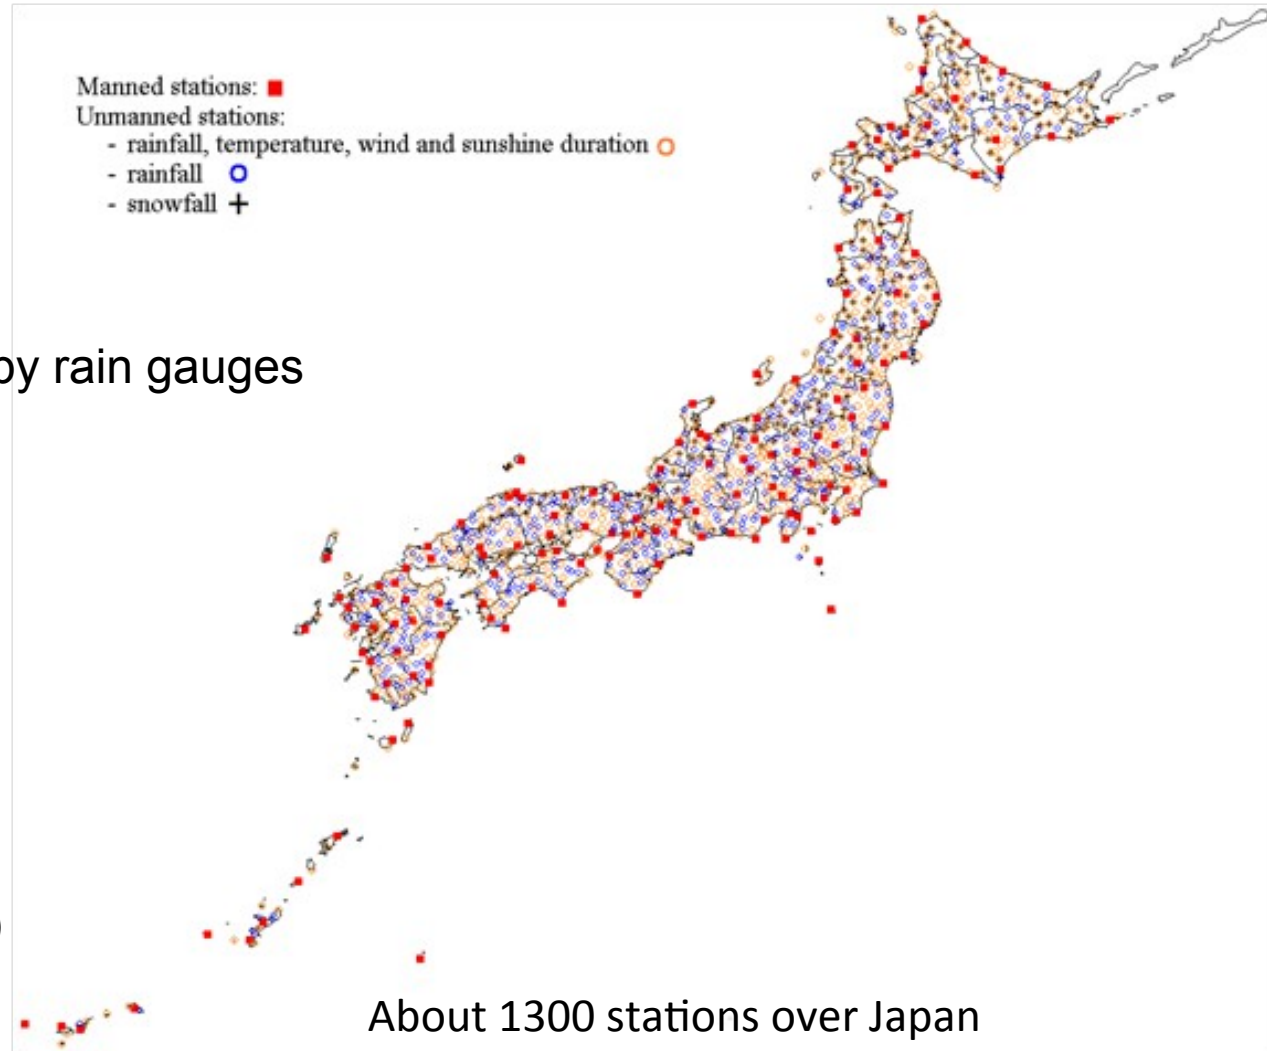 Manned stations:
Unmanned stations:
- rainfall, temperature, wind and sunshine duration
- rainfall
- snowfall
by rain gauges
)
About 1300 stations over Japan